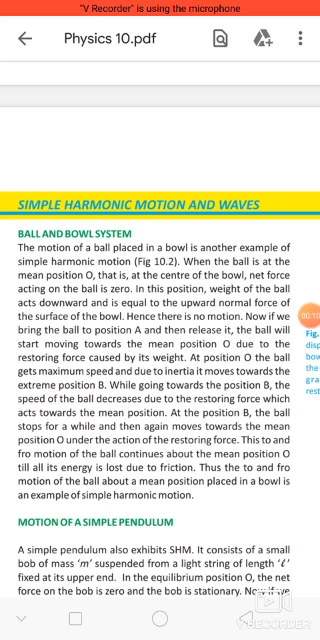 "V Recorder" is using the microphone
Physics 10.pdf
SIMPLE HARMONIC MOTION AND WAVES
BALL AND BOWL SYSTEM
The motion of a ball placed in a bowl is another example of
simple harmonic motion (Fig 10.2). When the ball is at the
mean position O, that is, at the centre of the bowl, net force
acting on the ball is zero. In this position, weight of the ball
acts downward and is equal to the upward normal force of
the surface of the bowl. Hence there is no motion. Now if we
bring the ball to position A and then release it, the ball will
start moving towards the mean position O due to the
restoring force caused by its weight. At position O the ball
gets maximum speed and due to inertia it moves towards the
extreme position B. While going towards the position B, the
speed of the ball decreases due to the restoring force which
acts towards the mean position. At the position B, the ball
stops for a while and then again moves towards the mean
position O under the action of the restoring force. This to and
fro motion of the ball continues about the mean position O
till all its energy is lost due to friction. Thus the to and fro
motion of the ball about a mean position placed in a bowl is
an example of simple harmonic motion.
00:10
Fig.
disp
bow
the
gra
rest
MOTION OF A SIMPLE PENDULUM
A simple pendulum also exhibits SHM. It consists of a small
bob of mass 'm' suspended from a light string of length 'ℓ'
fixed at its upper end. In the equilibrium position O, the net
force on the bob is zero and the bob is stationary. Now if we
RECORDER